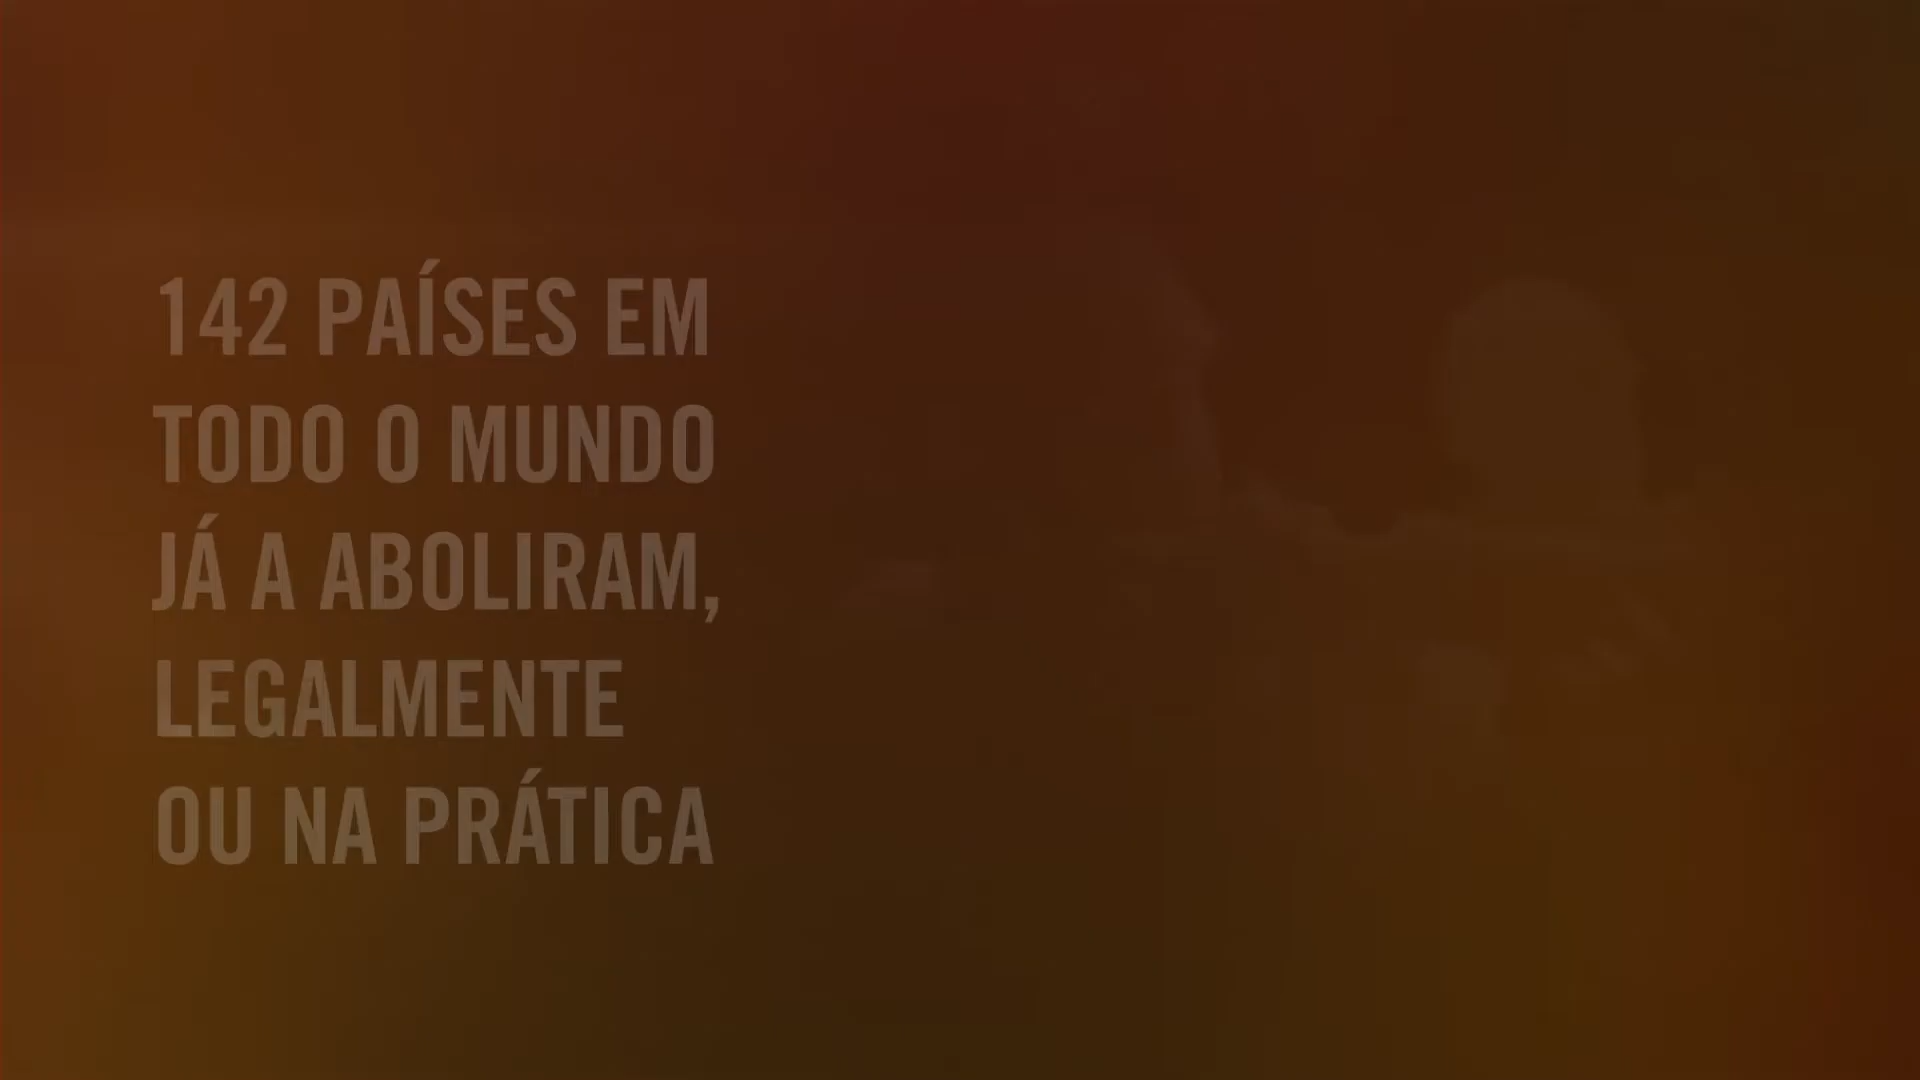 142 PAÍSES EM
TODO O MUNDO
JÁ A ABOLIRAM,
LEGALMENTE
OU NA PRÁTICA